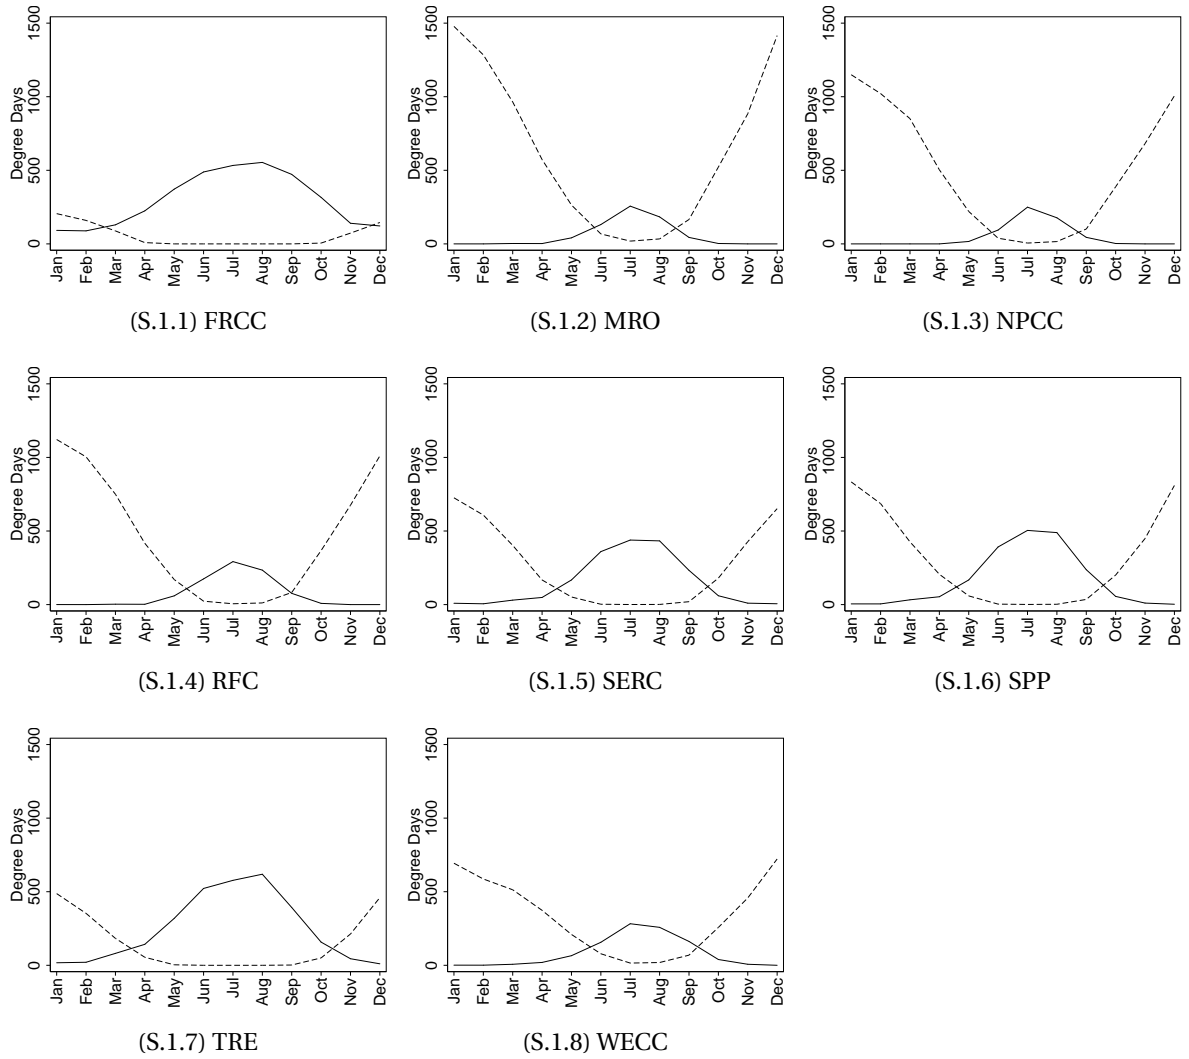 Degree Days
0 500 1000 1500
Jan Feb Mar Apr May Jun Jul Aug Sep Oct Nov Dec
(S.1.1) FRCC
Degree Days
0 500 1000 1500
Jan Feb Mar Apr May Jun Jul Aug Sep Oct Nov Dec
(S.1.2) MRO
Degree Days
0 500 1000 1500
Jan Feb Mar Apr May Jun Jul Aug Sep Oct Nov Dec
(S.1.3) NPCC
Degree Days
0 500 1000 1500
Jan Feb Mar Apr May Jun Jul Aug Sep Oct Nov Dec
(S.1.4) RFC
Degree Days
0 500 1000 1500
Jan Feb Mar Apr May Jun Jul Aug Sep Oct Nov Dec
(S.1.5) SERC
Degree Days
0 500 1000 1500
Jan Feb Mar Apr May Jun Jul Aug Sep Oct Nov Dec
(S.1.6) SPP
Degree Days
0 500 1000 1500
Jan Feb Mar Apr May Jun Jul Aug Sep Oct Nov Dec
(S.1.7) TRE
Degree Days
0 500 1000 1500
Jan Feb Mar Apr May Jun Jul Aug Sep Oct Nov Dec
(S.1.8) WECC